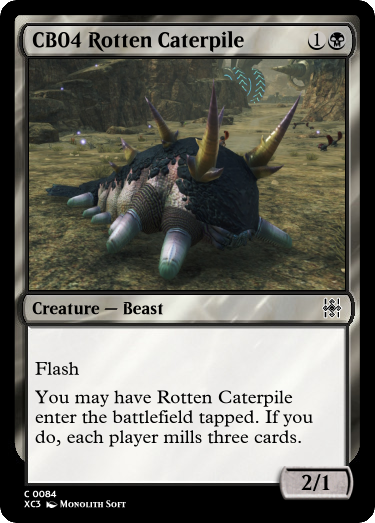 CB04 Rotten Caterpile
1
Creature — Beast
Flash
You may have Rotten Caterpile
enter the battlefield tapped. If you
do, each player mills three cards.
2/1
C 0084
XC3 Monolith Soft